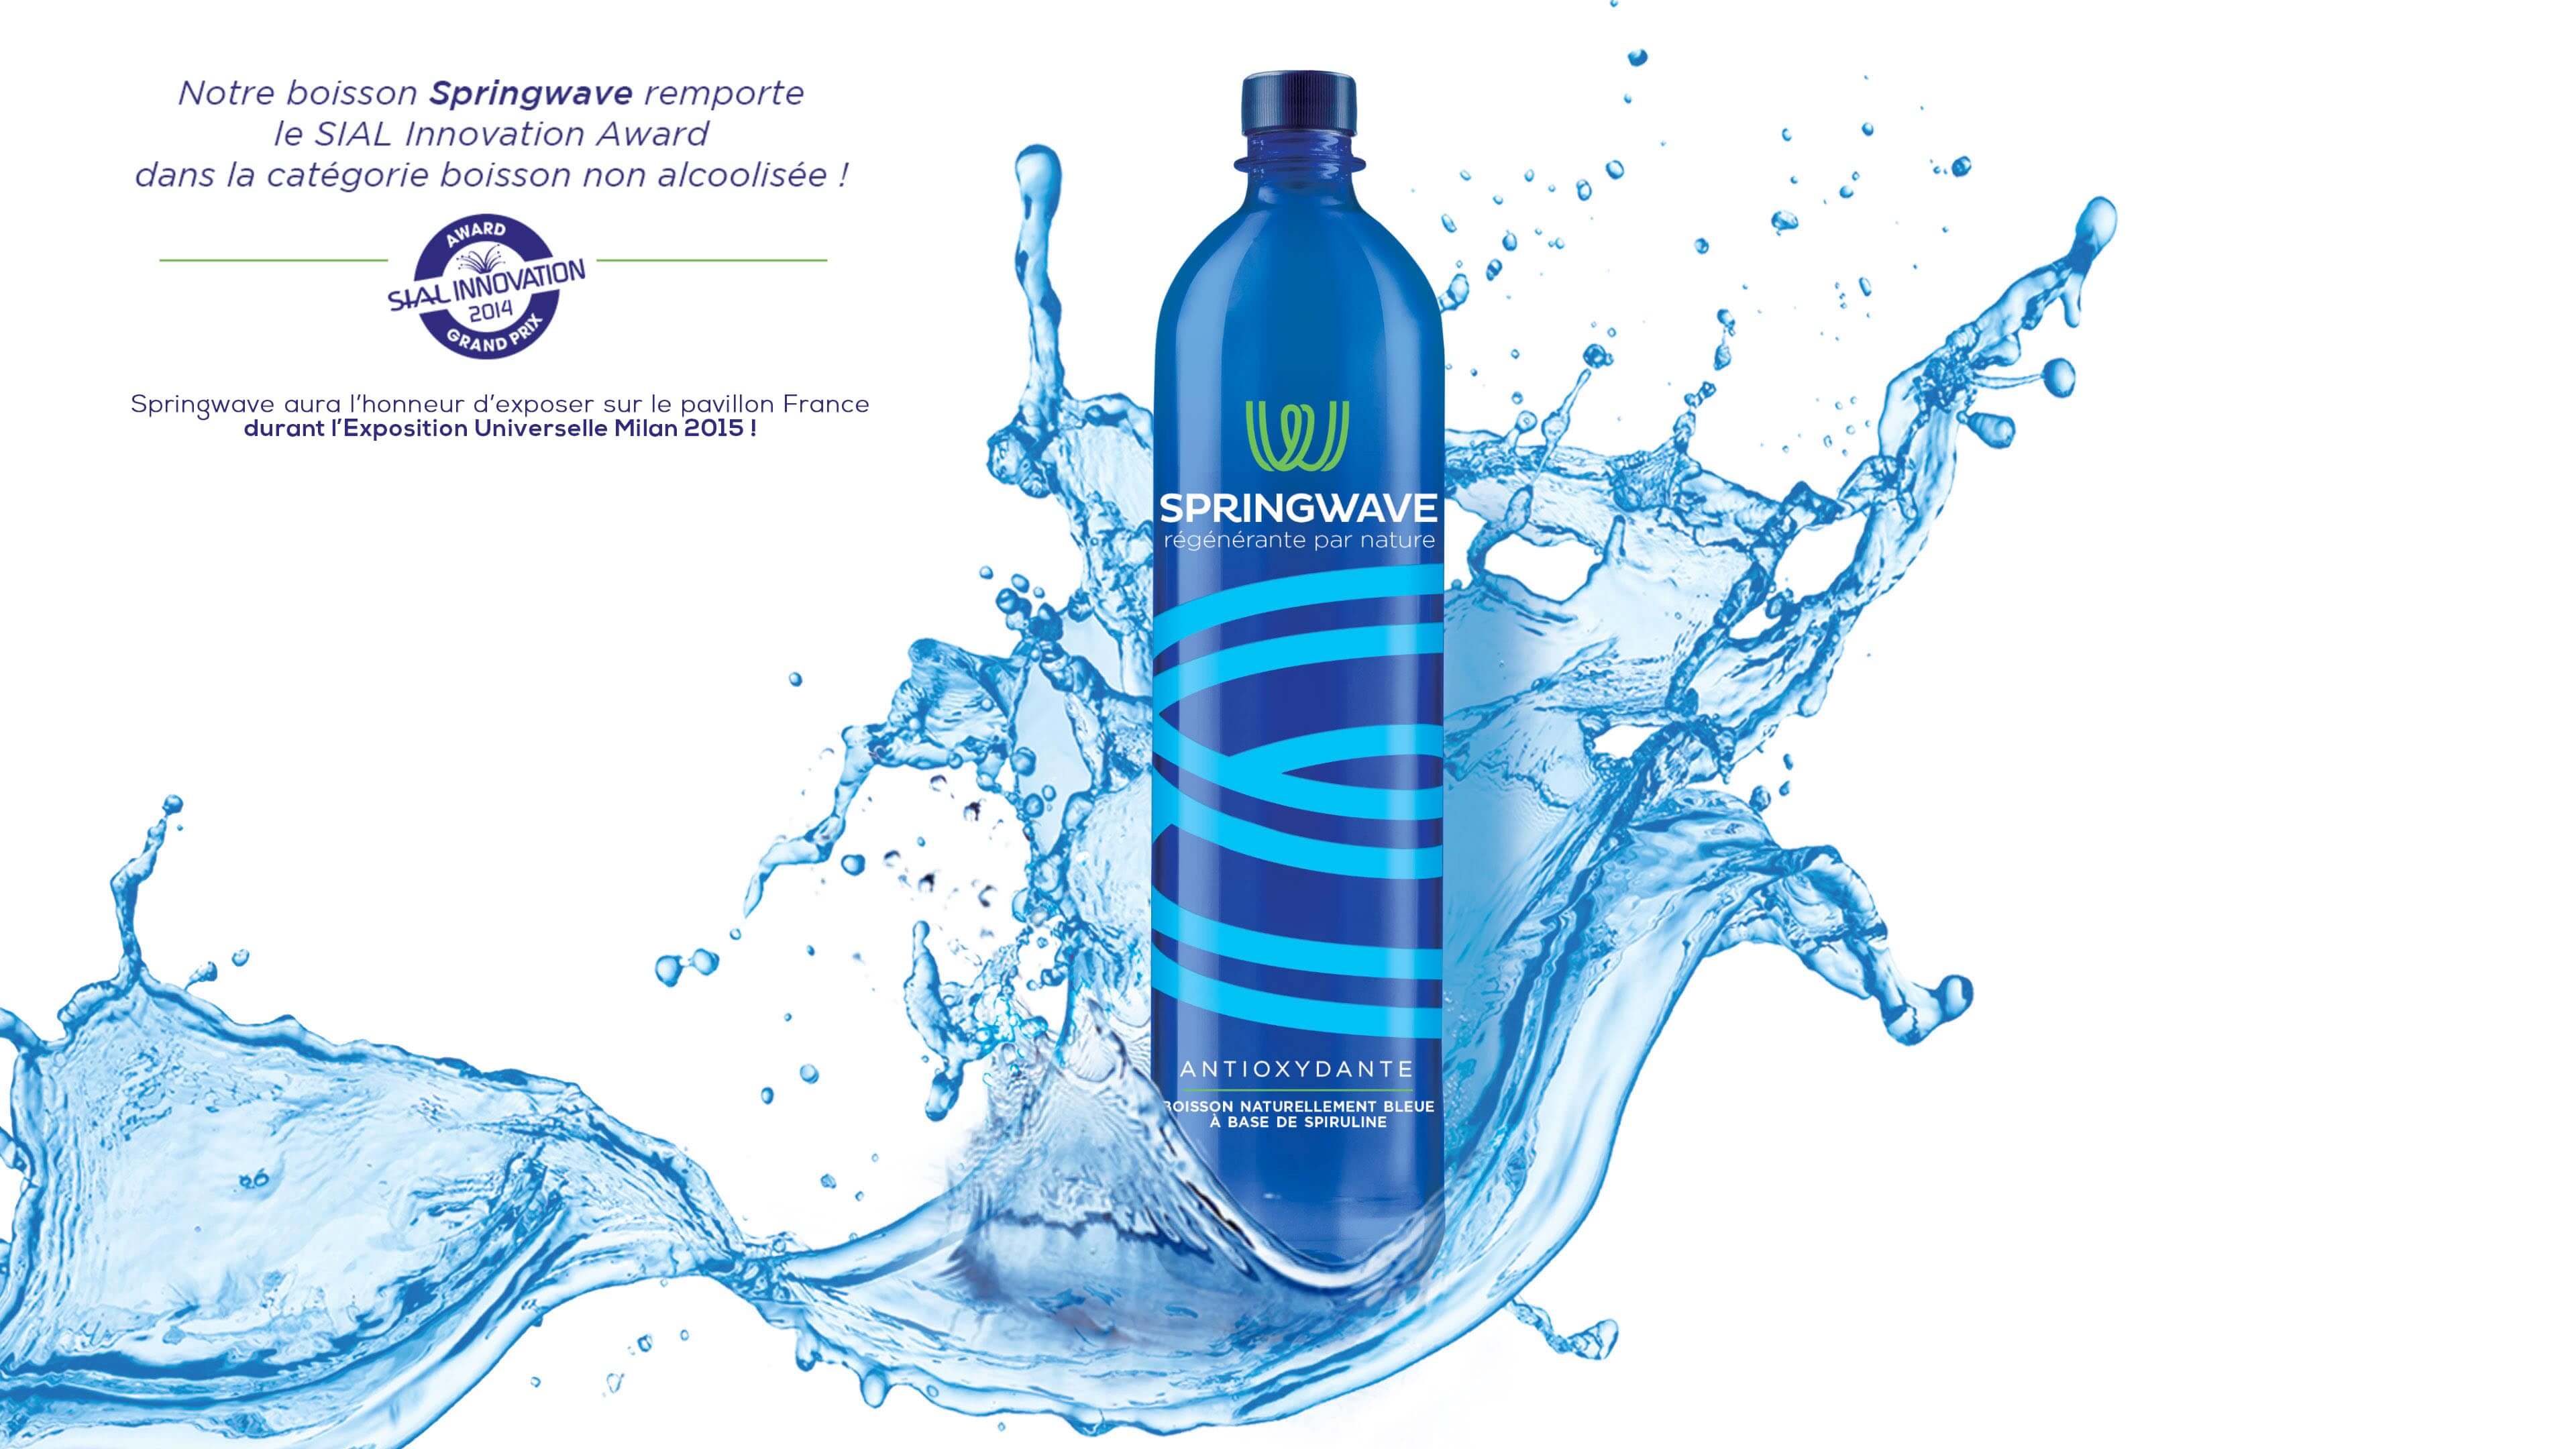 Notre boisson Springwave remporte
le SIAL Innovation Award
dans la catégorie boisson non alcoolisée !
AWARD
SIAL INNOVATION
2014
GRAND PRIX
Springwave aura l'honneur d'exposer sur le pavillon France
durant l'Exposition Universelle Milan 2015 !
SPRINGWAVE
régénérante par nature
ANTIOXYDANTE
BOISSON NATURELLEMENT BLEUE
À BASE DE SPIRULINE